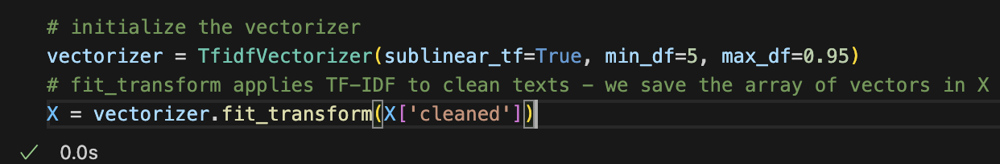 # initialize the vectorizer
vectorizer = TfidfVectorizer(sublinear_tf=True, min_df=5, max_df=0.95)
# fit_transform applies TF-IDF to clean texts – we save the array of vectors in X
X = vectorizer.fit_transform(X['cleaned'])
0.0s